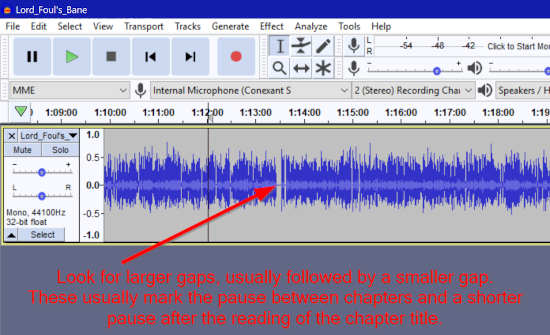 Lord_Foul's_Bane
File Edit Select View Transport Tracks Generate Effect Analyze Tools Help
L
R
-54 -48 -42 Click to Start Mon
MME Internal Microphone (Conexant S 2 (Stereo) Recording Chan Speakers / H
1:09:00 1:10:00 1:11:00 1:12:00 1:13:00 1:14:00 1:15:00 1:16:00 1:17:00 1:18:00 1:19
× Lord_Foul's_
Mute Solo
- +
L R
Mono, 44100Hz
32-bit float
Select
1.0
0.5
0.0
-0.5
-1.0
Look for larger gaps, usually followed by a smaller gap.
These usually mark the pause between chapters and a shorter
pause after the reading of the chapter title.